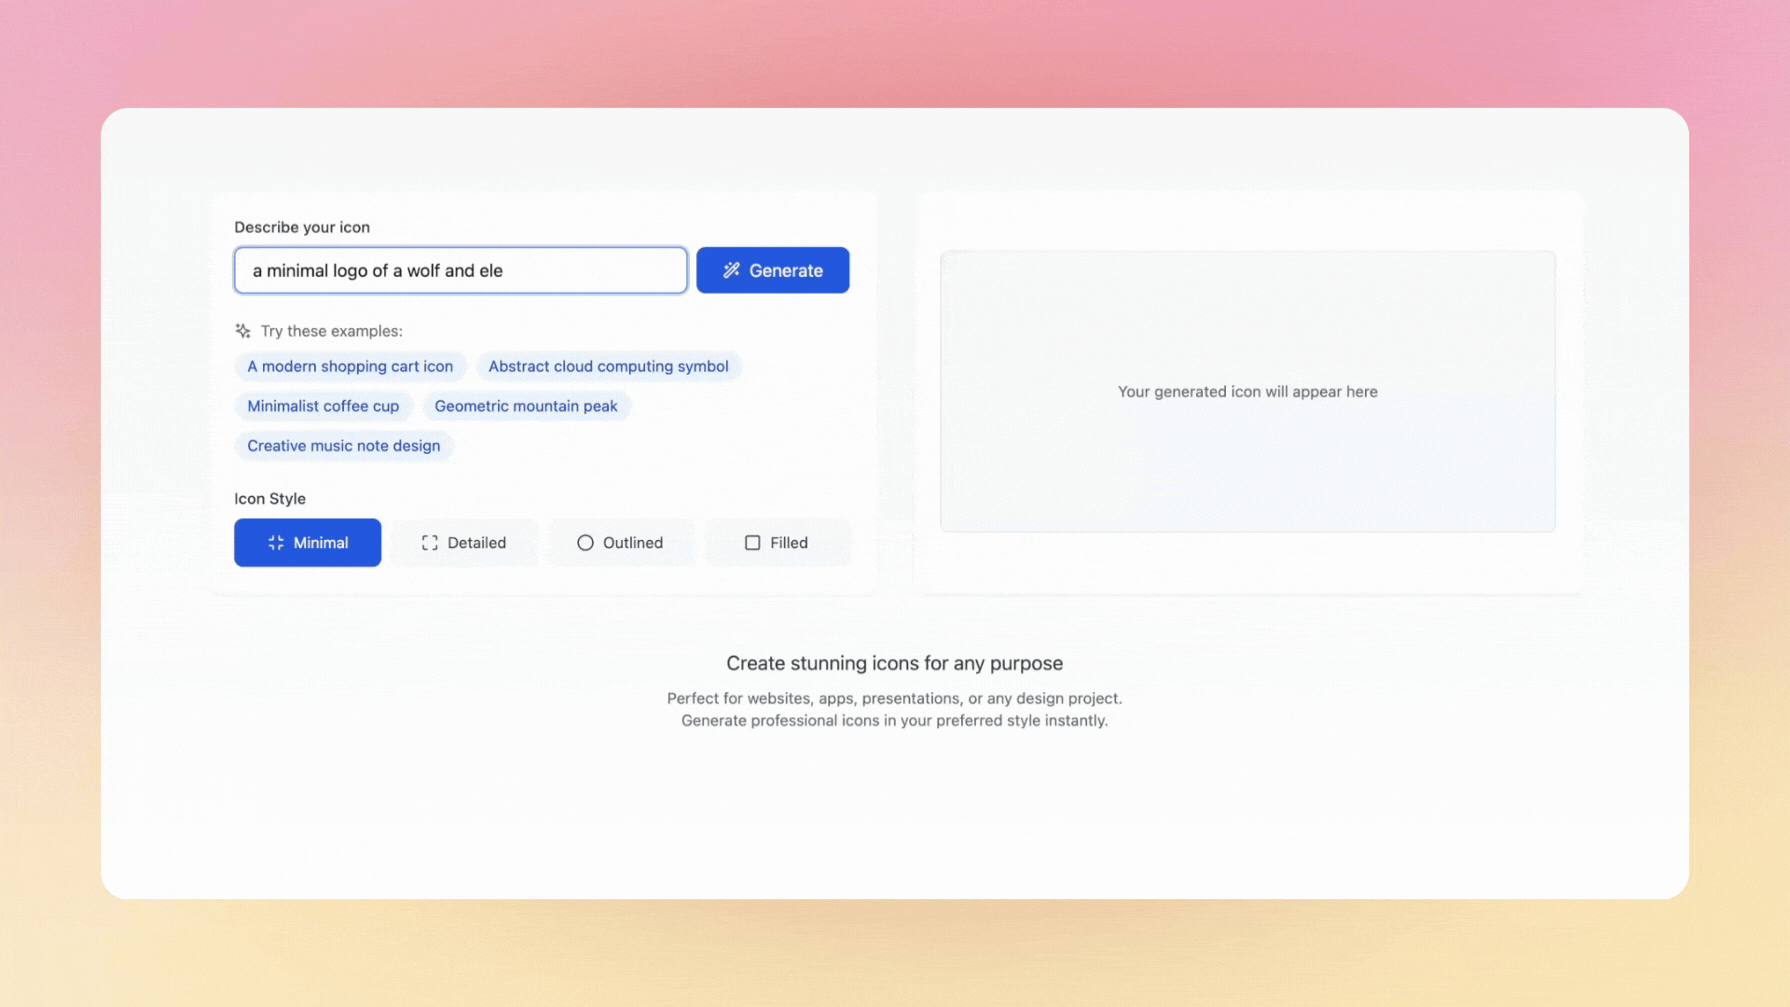 Describe your icon
a minimal logo of a wolf and ele
Generate
Try these examples:
A modern shopping cart icon
Abstract cloud computing symbol
Minimalist coffee cup
Geometric mountain peak
Creative music note design
Icon Style
Minimal
Detailed
Outlined
Filled
Your generated icon will appear here
Create stunning icons for any purpose
Perfect for websites, apps, presentations, or any design project.
Generate professional icons in your preferred style instantly.